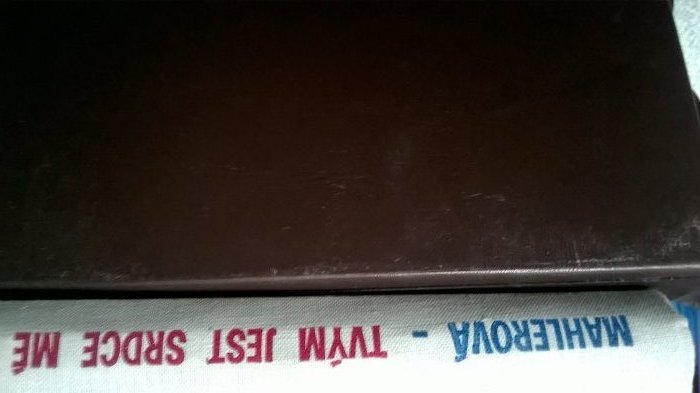 MAHLEROVÁ - TVÝM JEST SRDCE MÉ